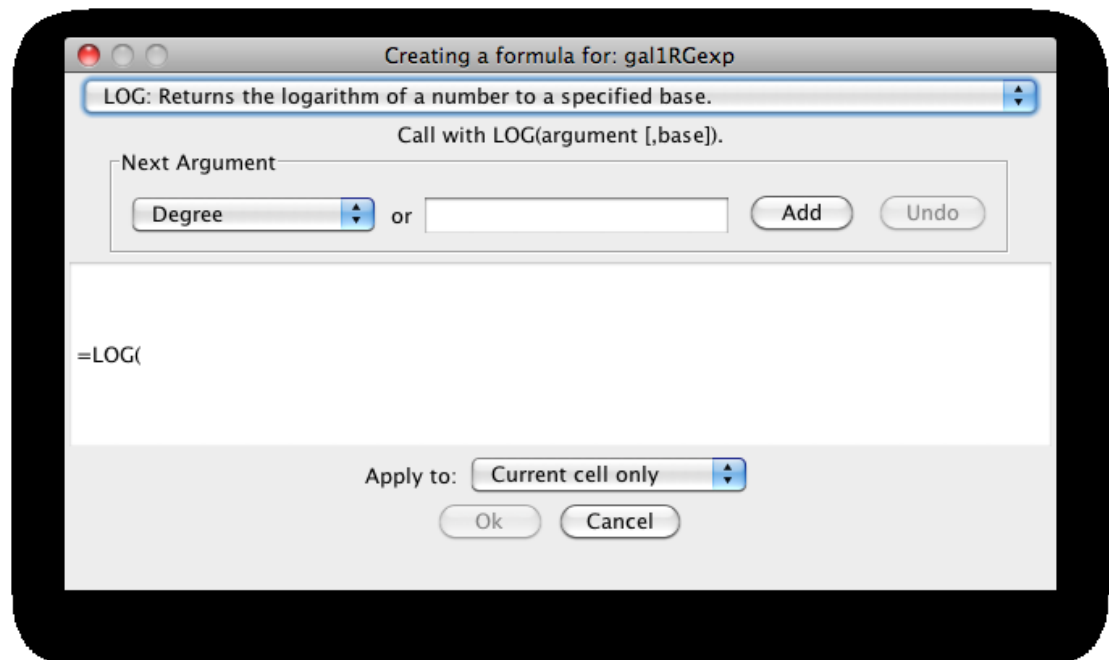 Creating a formula for: gal1RGexp
LOG: Returns the logarithm of a number to a specified base.
Call with LOG(argument [,base]).
Next Argument
Degree or Add Undo
=LOG(
Apply to: Current cell only
Ok Cancel